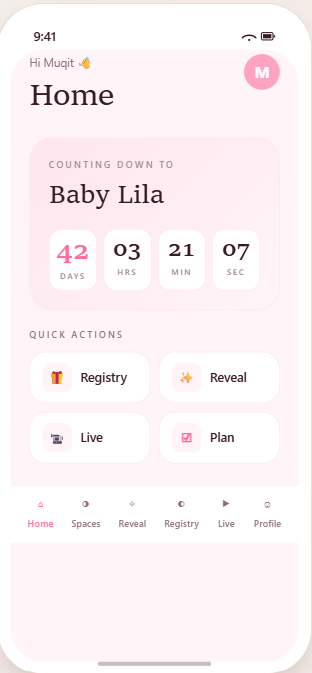 9:41
Hi Muqit 👋
M
Home
COUNTING DOWN TO
Baby Lila
42 03 21 07
DAYS HRS MIN SEC
QUICK ACTIONS
Registry Reveal
Live Plan
Home Spaces Reveal Registry Live Profile